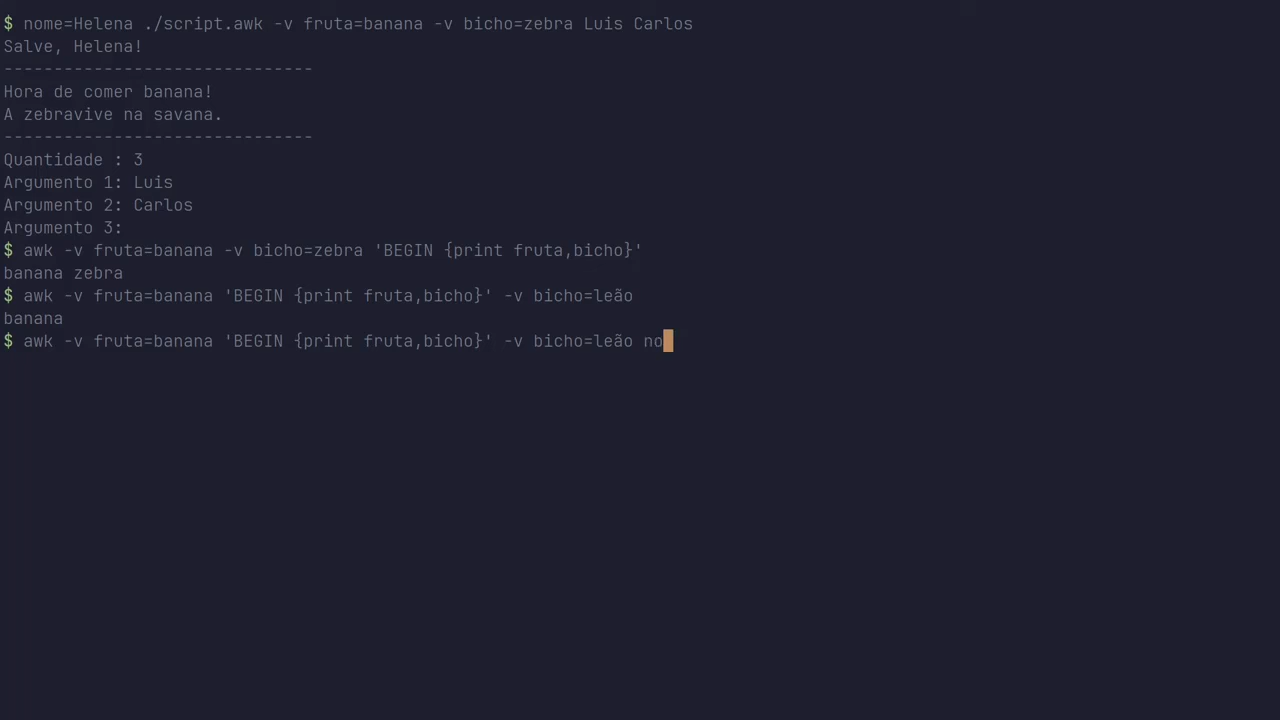 $ nome=Helena ./script.awk -v fruta=banana -v bicho=zebra Luis Carlos
Salve, Helena!
-------------------------------
Hora de comer banana!
A zebravive na savana.
-------------------------------
Quantidade : 3
Argumento 1: Luis
Argumento 2: Carlos
Argumento 3:
$ awk -v fruta=banana -v bicho=zebra 'BEGIN {print fruta,bicho}'
banana zebra
$ awk -v fruta=banana 'BEGIN {print fruta,bicho}' -v bicho=leão
banana
$ awk -v fruta=banana 'BEGIN {print fruta,bicho}' -v bicho=leão no